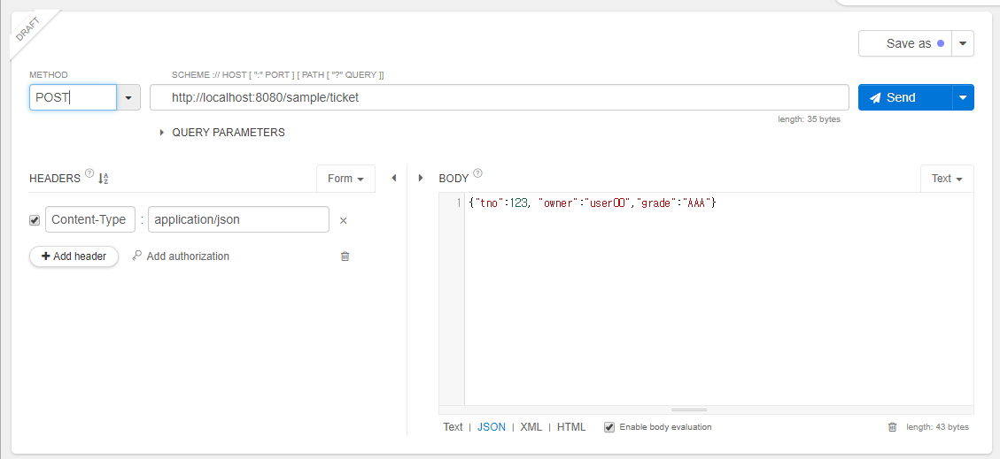 DRAFT
Save as
METHOD
SCHEME :// HOST [ ":" PORT ] [ PATH [ "?" QUERY ]]
POST
http://localhost:8080/sample/ticket
Send
length: 35 bytes
QUERY PARAMETERS
HEADERS ? Form
BODY ? Text
Content-Type : application/json ×
1 {"tno":123, "owner":"user00","grade":"AAA"}
+ Add header
Add authorization
Text | JSON | XML | HTML
Enable body evaluation
length: 43 bytes